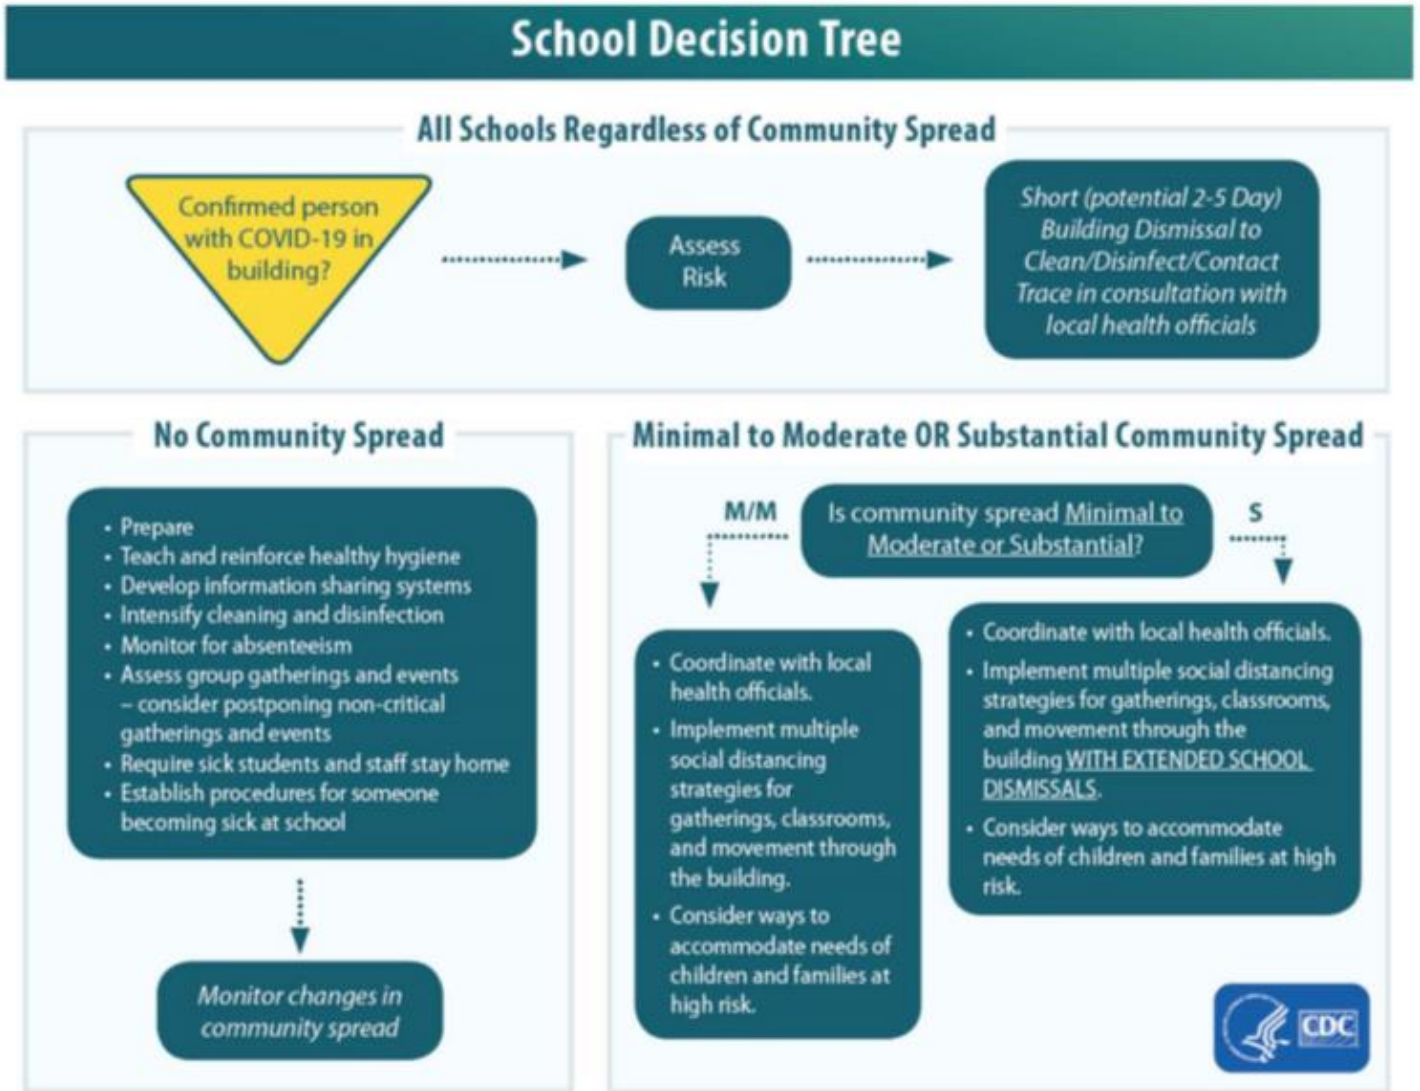 School Decision Tree
All Schools Regardless of Community Spread
Confirmed person
with COVID-19 in
building?
Assess
Risk
Short (potential 2-5 Day)
Building Dismissal to
Clean/Disinfect/Contact
Trace in consultation with
local health officials
No Community Spread
• Prepare
• Teach and reinforce healthy hygiene
• Develop information sharing systems
• Intensify cleaning and disinfection
• Monitor for absenteeism
• Assess group gatherings and events
– consider postponing non-critical
gatherings and events
• Require sick students and staff stay home
• Establish procedures for someone
becoming sick at school
Monitor changes in
community spread
Minimal to Moderate OR Substantial Community Spread
M/M
Is community spread Minimal to
Moderate or Substantial?
S
• Coordinate with local
health officials.
• Implement multiple
social distancing
strategies for
gatherings, classrooms,
and movement through
the building.
• Consider ways to
accommodate needs of
children and families at
high risk.
• Coordinate with local health officials.
• Implement multiple social distancing
strategies for gatherings, classrooms,
and movement through the
building WITH EXTENDED SCHOOL
DISMISSALS.
• Consider ways to accommodate
needs of children and families at high
risk.
CDC